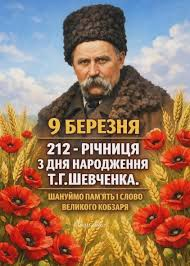 9 БЕРЕЗНЯ
212 - РІЧНИЦЯ
З ДНЯ НАРОДЖЕННЯ
Т.Г.ШЕВЧЕНКА.
ШАНУЙМО ПАМ'ЯТЬ І СЛОВО
ВЕЛИКОГО КОБЗАРЯ